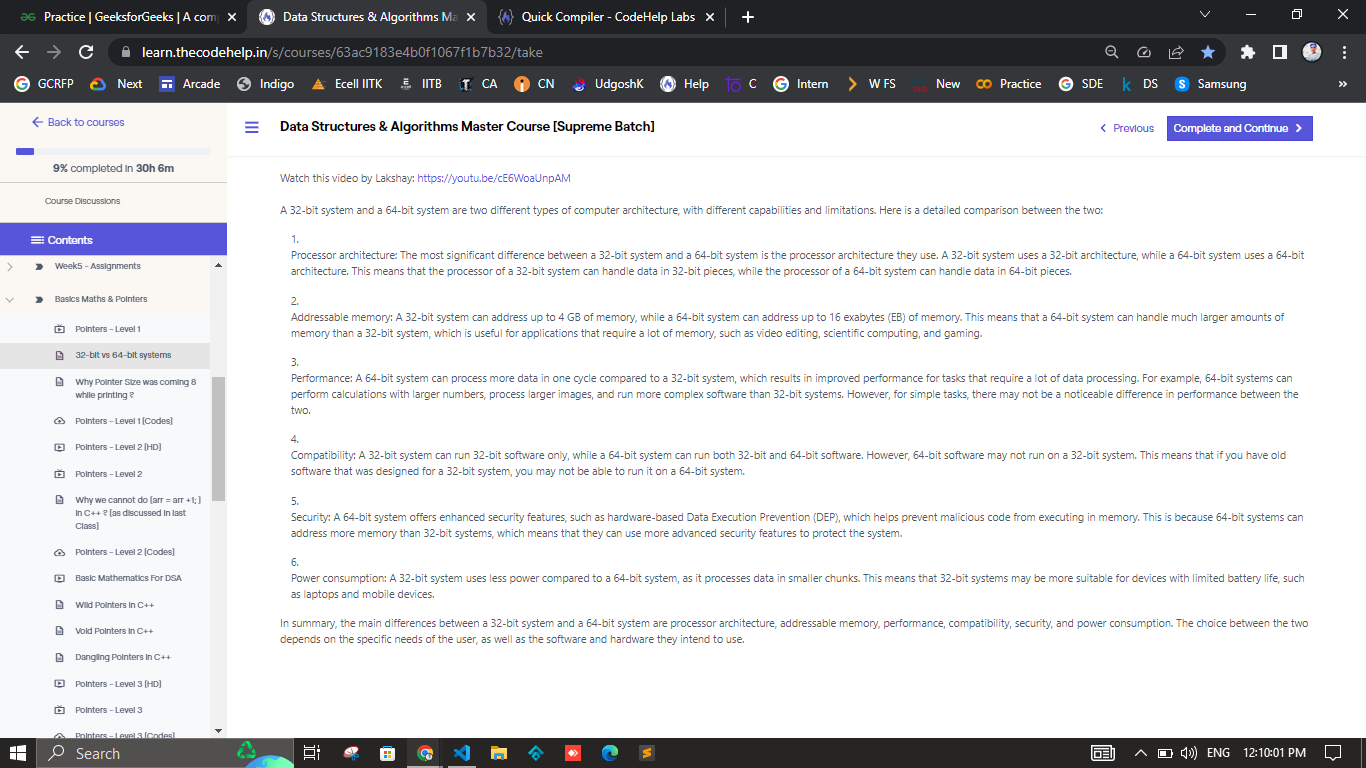 Practice | GeeksforGeeks | A com
Data Structures & Algorithms Ma
Quick Compiler - CodeHelp Labs
learn.thecodehelp.in/s/courses/63ac9183e4b0f1067f1b7b32/take
GCRFP
Next
Arcade
Indigo
Ecell IITK
IITB
CA
CN
UdgoshK
Help
C
Intern
W FS
New
Practice
SDE
DS
Samsung
Back to courses
9% completed in 30h 6m
Course Discussions
Contents
Week5 - Assignments
Basics Maths & Pointers
Pointers - Level 1
32-bit vs 64-bit systems
Why Pointer Size was coming 8
while printing ?
Pointers - Level 1 [Codes]
Pointers - Level 2 [HD]
Pointers - Level 2
Why we cannot do [arr = arr +1; ]
in C++ ? [as discussed in last
Class]
Pointers - Level 2 [Codes]
Basic Mathematics For DSA
Wild Pointers in C++
Void Pointers in C++
Dangling Pointers in C++
Pointers - Level 3 [HD]
Pointers - Level 3
Pointers - Level 3 [Codes]
Data Structures & Algorithms Master Course [Supreme Batch]
Previous
Complete and Continue
Watch this video by Lakshay: https://youtu.be/cE6WoaUnpAM
A 32-bit system and a 64-bit system are two different types of computer architecture, with different capabilities and limitations. Here is a detailed comparison between the two:
1.
Processor architecture: The most significant difference between a 32-bit system and a 64-bit system is the processor architecture they use. A 32-bit system uses a 32-bit architecture, while a 64-bit system uses a 64-bit
architecture. This means that the processor of a 32-bit system can handle data in 32-bit pieces, while the processor of a 64-bit system can handle data in 64-bit pieces.
2.
Addressable memory: A 32-bit system can address up to 4 GB of memory, while a 64-bit system can address up to 16 exabytes (EB) of memory. This means that a 64-bit system can handle much larger amounts of
memory than a 32-bit system, which is useful for applications that require a lot of memory, such as video editing, scientific computing, and gaming.
3.
Performance: A 64-bit system can process more data in one cycle compared to a 32-bit system, which results in improved performance for tasks that require a lot of data processing. For example, 64-bit systems can
perform calculations with larger numbers, process larger images, and run more complex software than 32-bit systems. However, for simple tasks, there may not be a noticeable difference in performance between the
two.
4.
Compatibility: A 32-bit system can run 32-bit software only, while a 64-bit system can run both 32-bit and 64-bit software. However, 64-bit software may not run on a 32-bit system. This means that if you have old
software that was designed for a 32-bit system, you may not be able to run it on a 64-bit system.
5.
Security: A 64-bit system offers enhanced security features, such as hardware-based Data Execution Prevention (DEP), which helps prevent malicious code from executing in memory. This is because 64-bit systems can
address more memory than 32-bit systems, which means that they can use more advanced security features to protect the system.
6.
Power consumption: A 32-bit system uses less power compared to a 64-bit system, as it processes data in smaller chunks. This means that 32-bit systems may be more suitable for devices with limited battery life, such
as laptops and mobile devices.
In summary, the main differences between a 32-bit system and a 64-bit system are processor architecture, addressable memory, performance, compatibility, security, and power consumption. The choice between the two
depends on the specific needs of the user, as well as the software and hardware they intend to use.
Search
ENG
12:10:01 PM